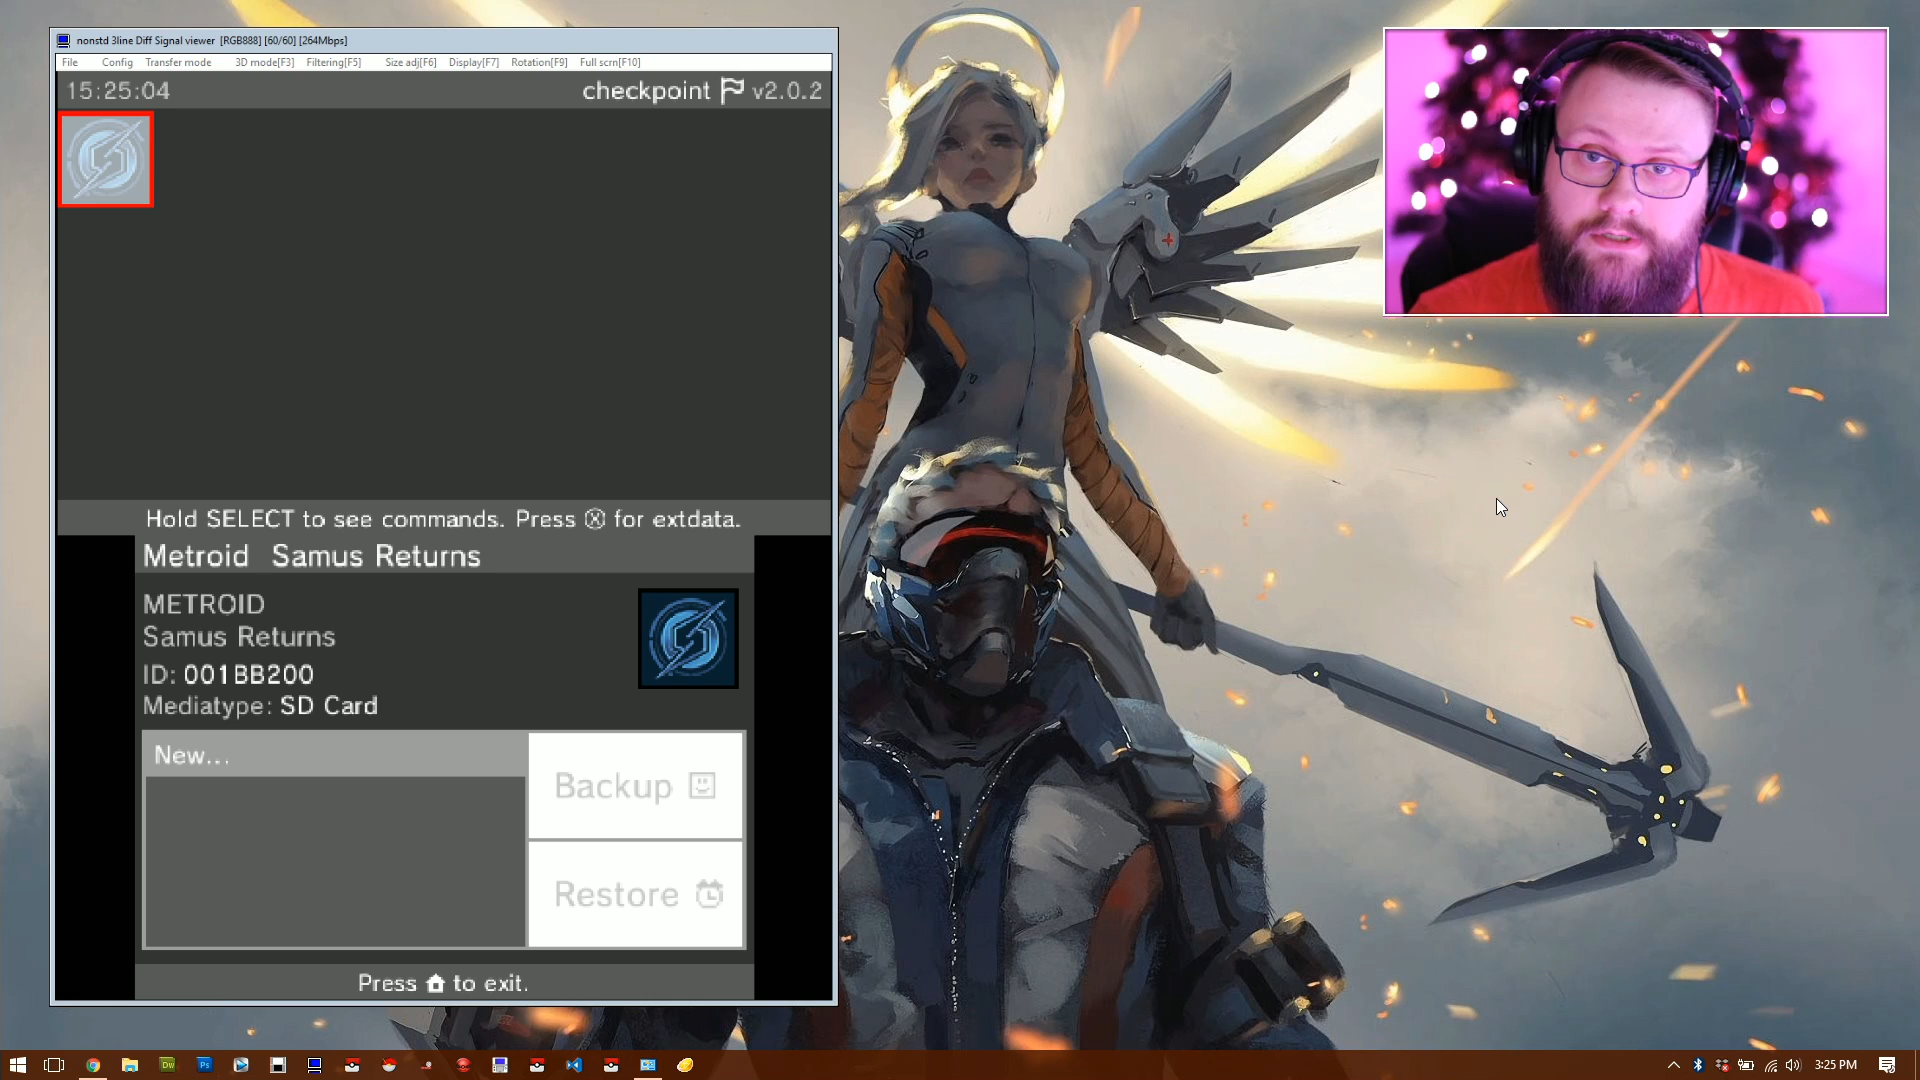 nonstd 3line Diff Signal viewer [RGB888] [60/60] [264Mbps]
File Config Transfer mode 3D mode[F3] Filtering[F5] Size adj[F6] Display[F7] Rotation[F9] Full scrn[F10]
15:25:04 checkpoint v2.0.2
Hold SELECT to see commands. Press Ⓧ for extdata.
Metroid Samus Returns
METROID
Samus Returns
ID: 001BB200
Mediatype: SD Card
New...
Backup
Restore
Press to exit.
Dw
Ps
3:25 PM